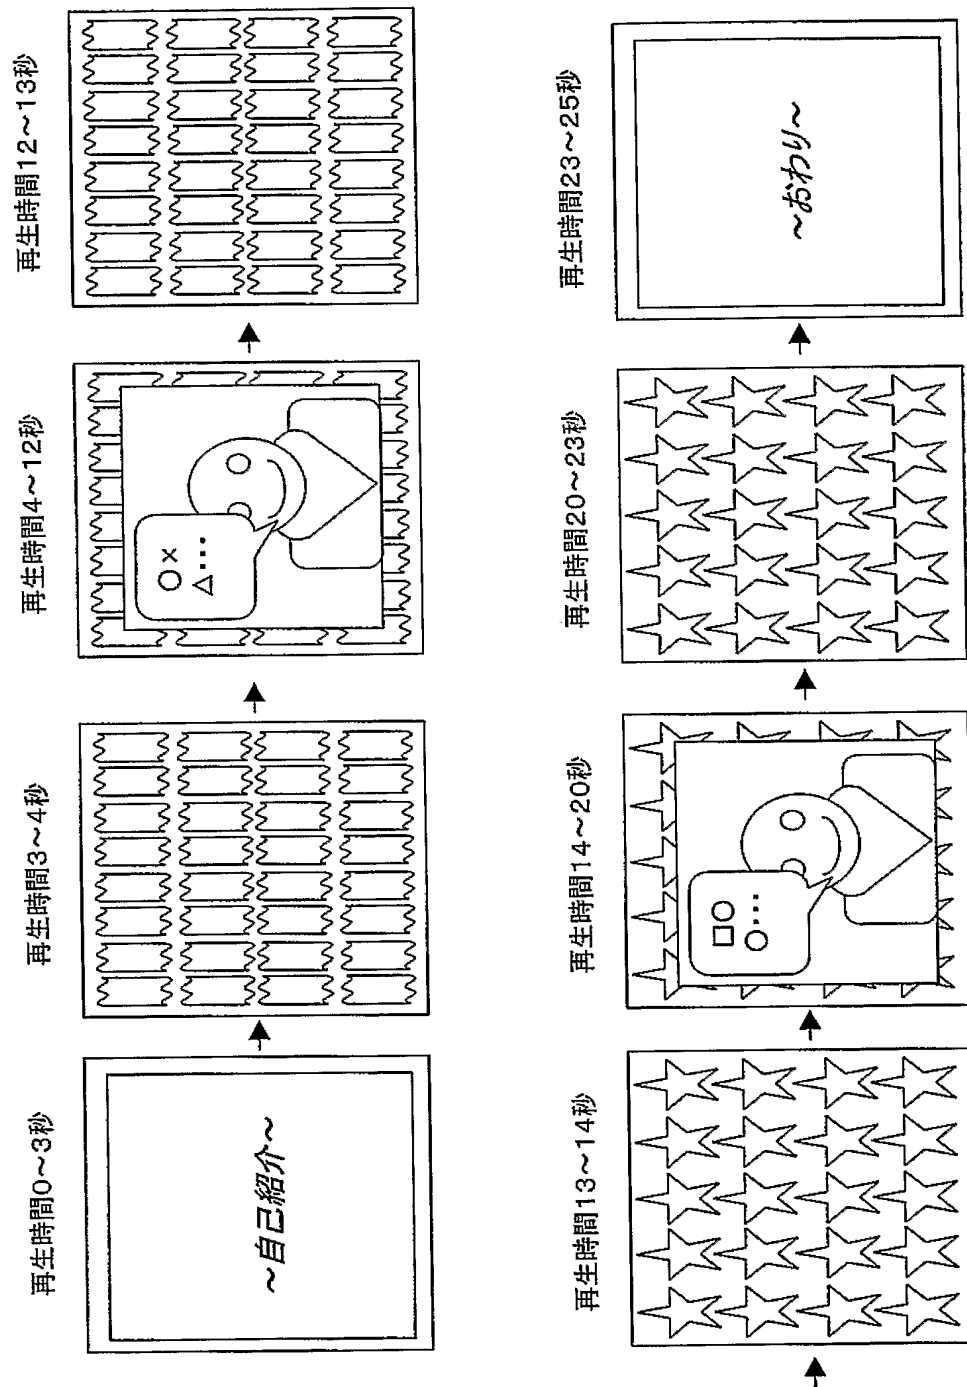 再生時間0~3秒
~自己紹介~
再生時間3~4秒
再生時間4~12秒
○×
△・・・
再生時間12~13秒
再生時間13~14秒
再生時間14~20秒
□○
○・・・
再生時間20~23秒
再生時間23~25秒
~おわり~